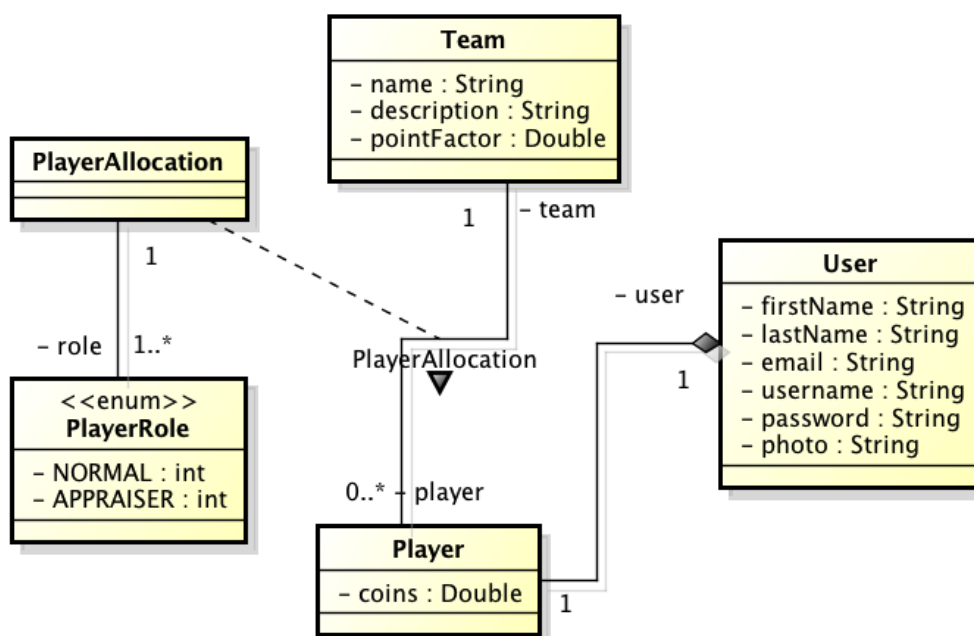 Team
– name : String
– description : String
– pointFactor : Double
PlayerAllocation
1
– team
1
– role
1..*
PlayerAllocation
<<enum>>
PlayerRole
– NORMAL : int
– APPRAISER : int
– user
1
User
– firstName : String
– lastName : String
– email : String
– username : String
– password : String
– photo : String
0..*
– player
Player
– coins : Double
1